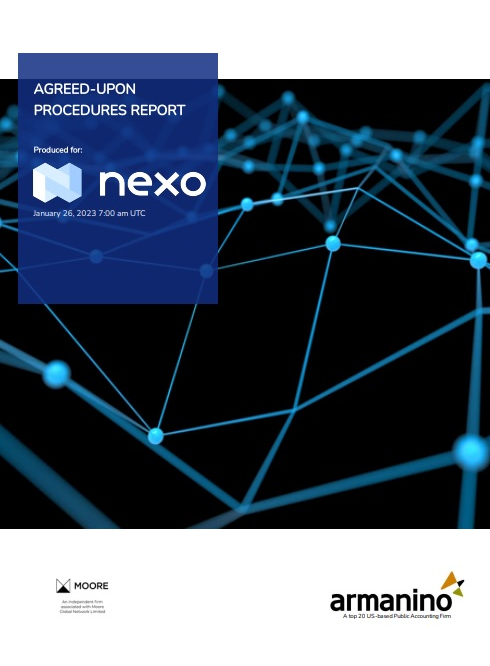 AGREED-UPON
PROCEDURES REPORT
Produced for:
nexo
January 26, 2023 7:00 am UTC
MOORE
An independent firm
associated with Moore
Global Network Limited
armanino
A top 20 US-based Public Accounting Firm